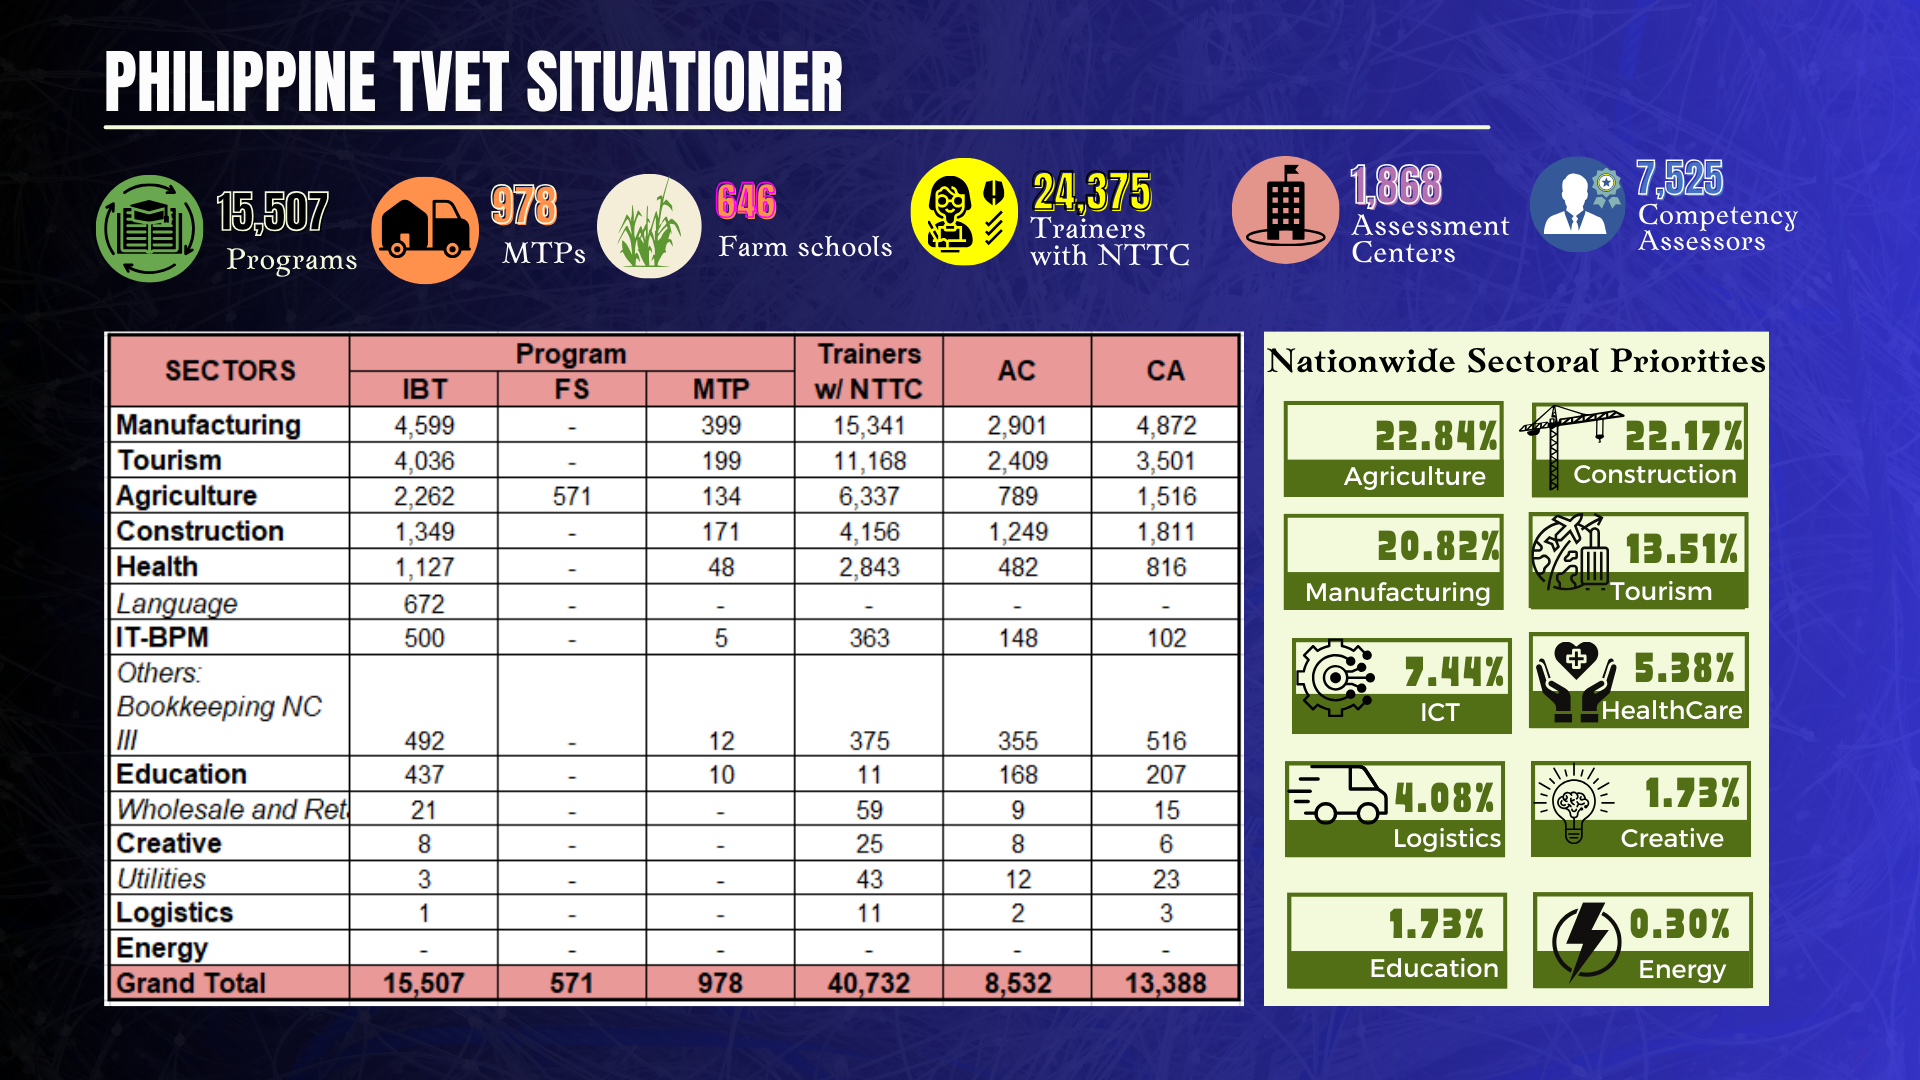 PHILIPPINE TVET SITUATIONER
15,507
Programs
978
MTPs
646
Farm schools
24,375
Trainers
with NTTC
1,868
Assessment
Centers
7,525
Competency
Assessors
SECTORS Program Trainers w/ NTTC AC CA
IBT FS MTP
Manufacturing 4,599 - 399 15,341 2,901 4,872
Tourism 4,036 - 199 11,168 2,409 3,501
Agriculture 2,262 571 134 6,337 789 1,516
Construction 1,349 - 171 4,156 1,249 1,811
Health 1,127 - 48 2,843 482 816
Language 672 - - - - -
IT-BPM 500 - 5 363 148 102
Others:
Bookkeeping NC
III 492 - 12 375 355 516
Education 437 - 10 11 168 207
Wholesale and Reta 21 - - 59 9 15
Creative 8 - - 25 8 6
Utilities 3 - - 43 12 23
Logistics 1 - - 11 2 3
Energy - - - - - -
Grand Total 15,507 571 978 40,732 8,532 13,388
Nationwide Sectoral Priorities
22.84%
Agriculture
22.17%
Construction
20.82%
Manufacturing
13.51%
Tourism
7.44%
ICT
5.38%
HealthCare
4.08%
Logistics
1.73%
Creative
1.73%
Education
0.30%
Energy